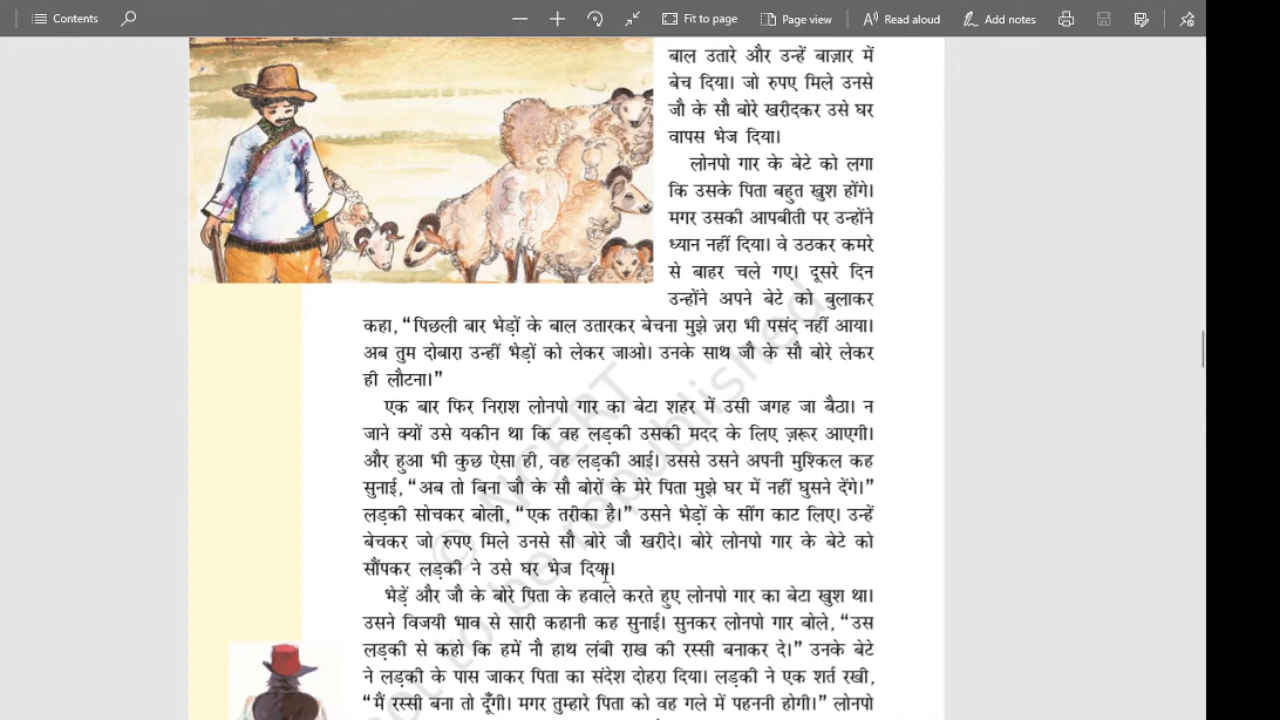 Contents
Fit to page
Page view
Read aloud
Add notes
बाल उतारे और उन्हें बाज़ार में
बेच दिया। जो रुपए मिले उनसे
जौ के सौ बोरे खरीदकर उसे घर
वापस भेज दिया।
लोनपो गार के बेटे को लगा
कि उसके पिता बहुत खुश होंगे।
मगर उसकी आपबीती पर उन्होंने
ध्यान नहीं दिया। वे उठकर कमरे
से बाहर चले गए। दूसरे दिन
उन्होंने अपने बेटे को बुलाकर
कहा, “पिछली बार भेड़ों के बाल उतारकर बेचना मुझे ज़रा भी पसंद नहीं आया।
अब तुम दोबारा उन्हीं भेड़ों को लेकर जाओ। उनके साथ जौ के सौ बोरे लेकर
ही लौटना।”
एक बार फिर निराश लोनपो गार का बेटा शहर में उसी जगह जा बैठा। न
जाने क्यों उसे यकीन था कि वह लड़की उसकी मदद के लिए ज़रूर आएगी।
और हुआ भी कुछ ऐसा ही, वह लड़की आई। उससे उसने अपनी मुश्किल कह
सुनाई, “अब तो बिना जौ के सौ बोरों के मेरे पिता मुझे घर में नहीं घुसने देंगे।”
लड़की सोचकर बोली, “एक तरीका है।” उसने भेड़ों के सींग काट लिए। उन्हें
बेचकर जो रुपए मिले उनसे सौ बोरे जौ खरीदे। बोरे लोनपो गार के बेटे को
सौंपकर लड़की ने उसे घर भेज दिया।
भेड़ें और जौ के बोरे पिता के हवाले करते हुए लोनपो गार का बेटा खुश था।
उसने विजयी भाव से सारी कहानी कह सुनाई। सुनकर लोनपो गार बोले, “उस
लड़की से कहो कि हमें नौ हाथ लंबी राख की रस्सी बनाकर दे।” उनके बेटे
ने लड़की के पास जाकर पिता का संदेश दोहरा दिया। लड़की ने एक शर्त रखी,
“मैं रस्सी बना तो दूँगी। मगर तुम्हारे पिता को वह गले में पहननी होगी।” लोनपो
© NCERT
not to be republished